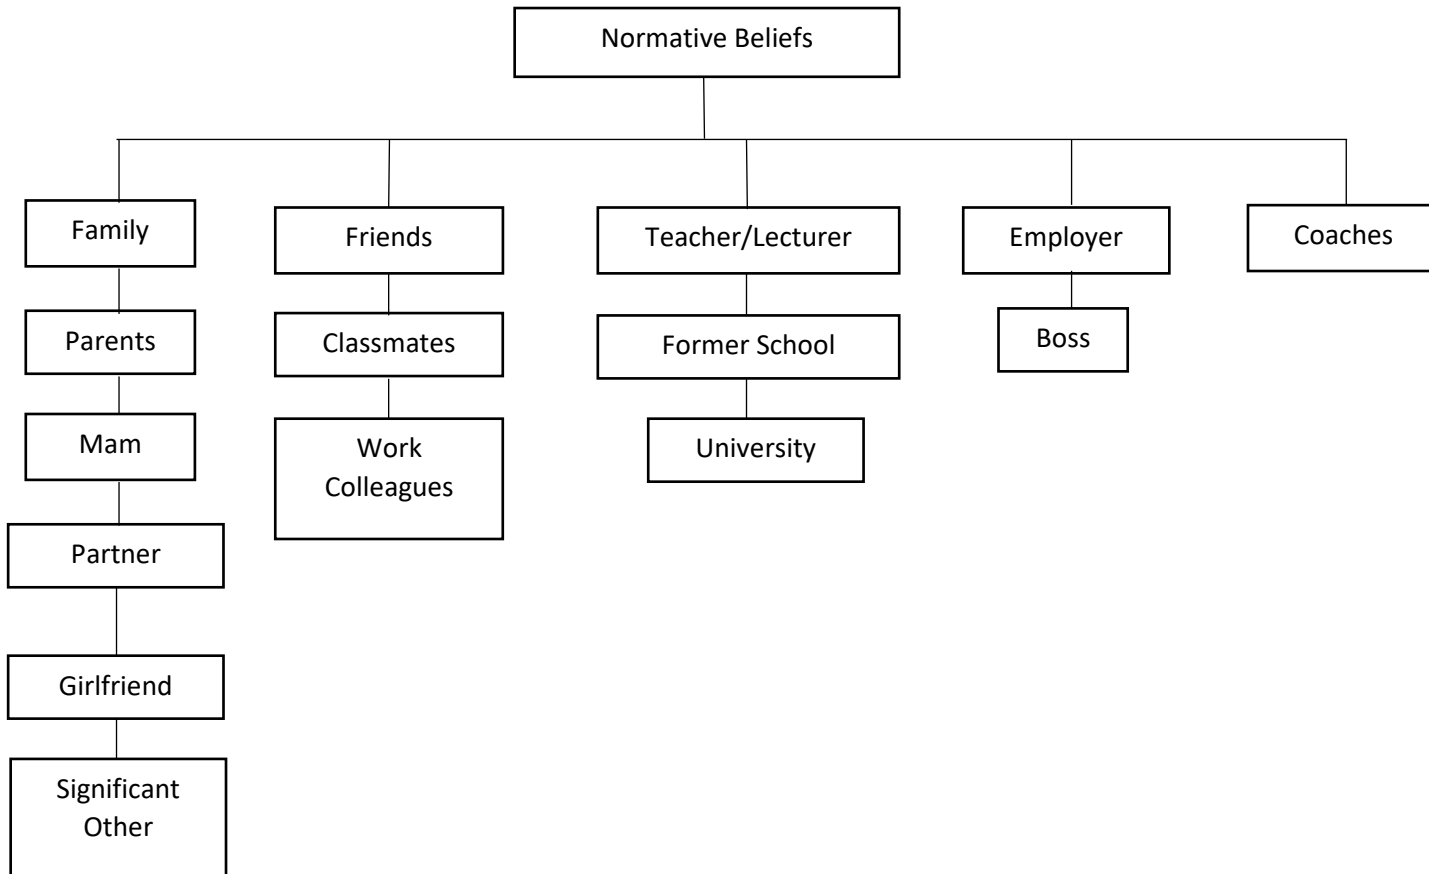 Normative Beliefs
Family
Friends
Teacher/Lecturer
Employer
Coaches
Parents
Classmates
Former School
Boss
Mam
Work
Colleagues
University
Partner
Girlfriend
Significant
Other